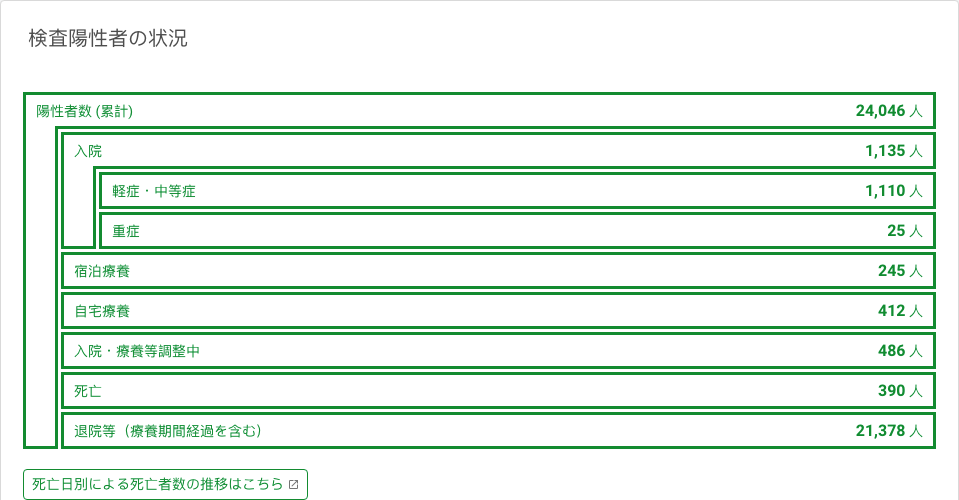 検査陽性者の状況
陽性者数 (累計) 24,046 人
入院 1,135 人
軽症・中等症 1,110 人
重症 25 人
宿泊療養 245 人
自宅療養 412 人
入院・療養等調整中 486 人
死亡 390 人
退院等（療養期間経過を含む） 21,378 人
死亡日別による死亡者数の推移はこちら